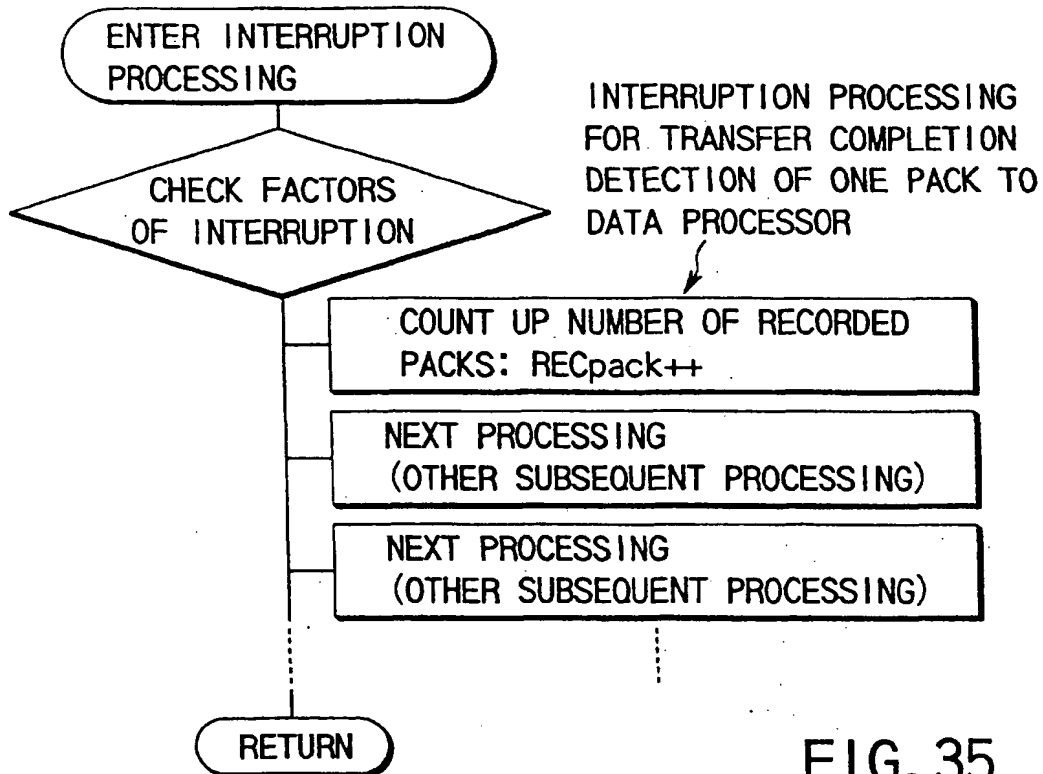 ENTER INTERRUPTION
PROCESSING
CHECK FACTORS
OF INTERRUPTION
INTERRUPTION PROCESSING
FOR TRANSFER COMPLETION
DETECTION OF ONE PACK TO
DATA PROCESSOR
COUNT UP NUMBER OF RECORDED
PACKS: RECpack++
NEXT PROCESSING
(OTHER SUBSEQUENT PROCESSING)
NEXT PROCESSING
(OTHER SUBSEQUENT PROCESSING)
RETURN
FIG. 35